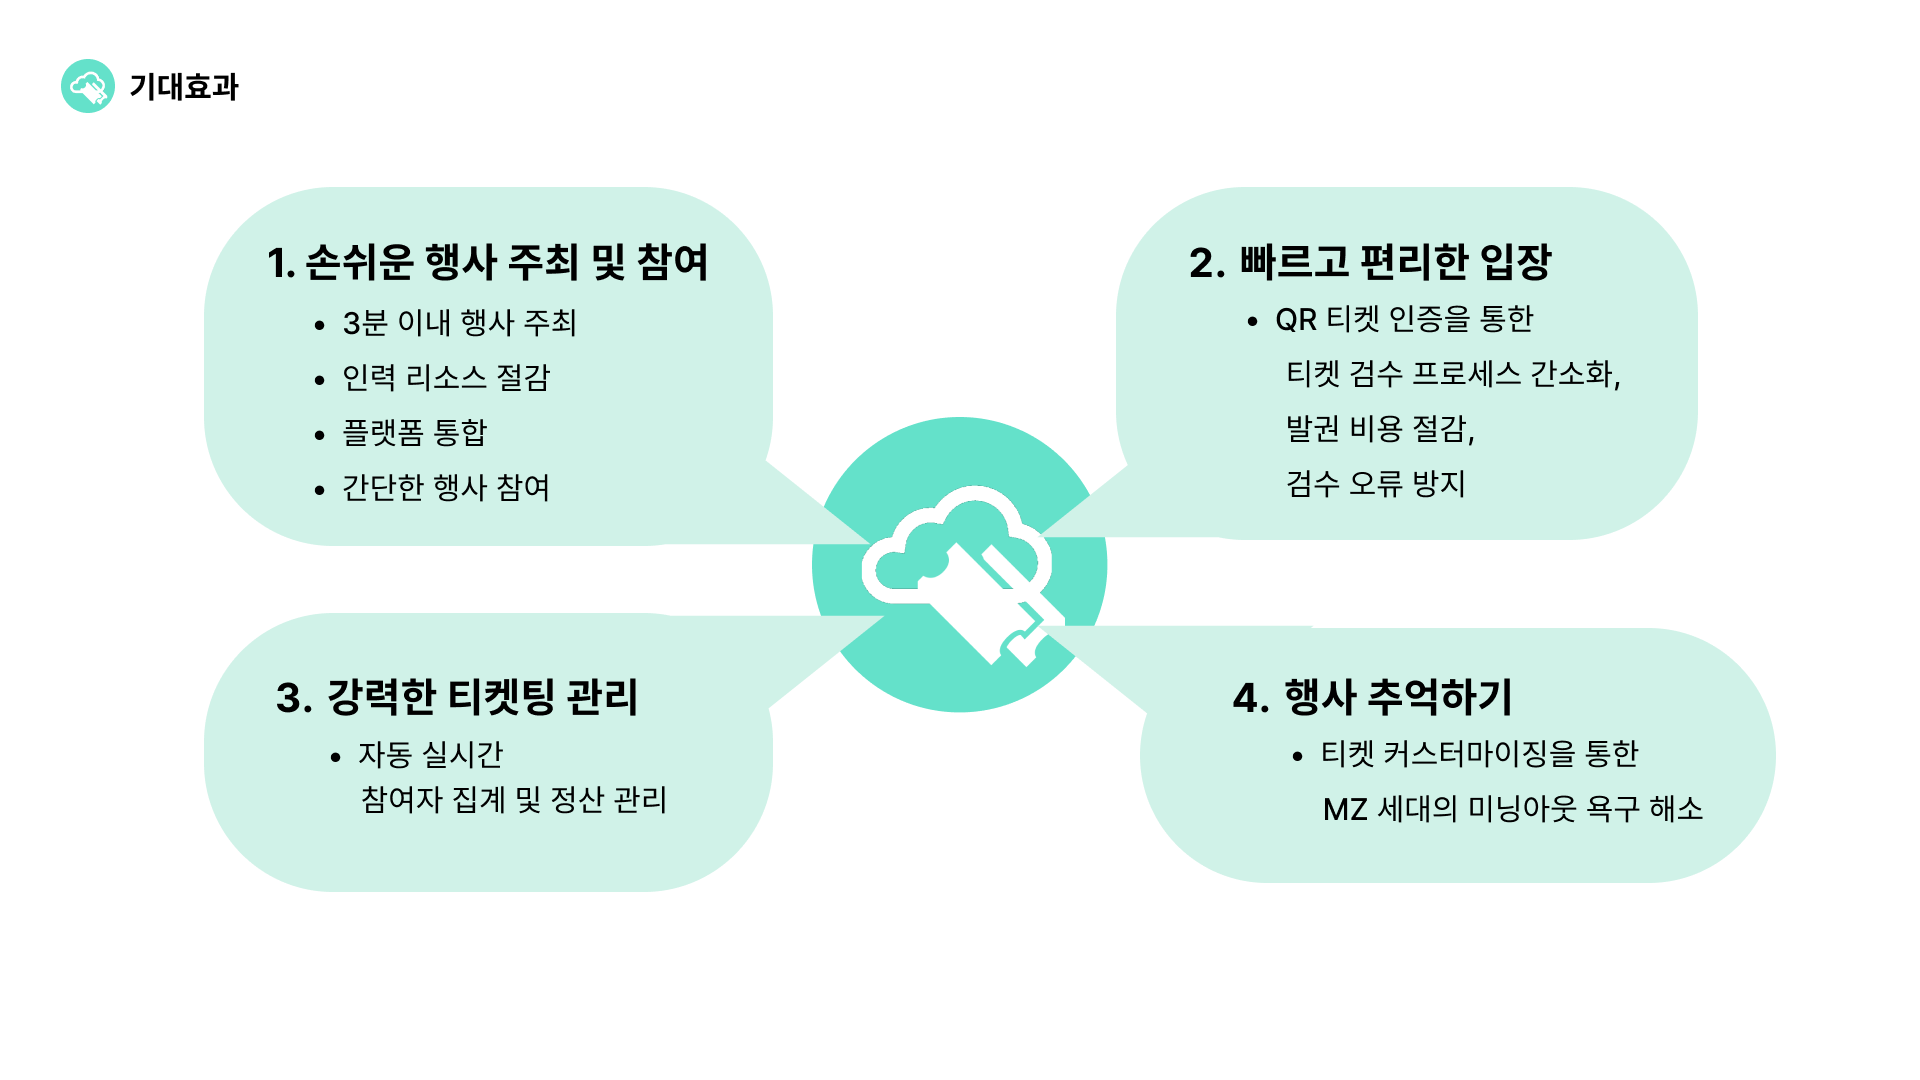 기대효과
1. 손쉬운 행사 주최 및 참여
• 3분 이내 행사 주최
• 인력 리소스 절감
• 플랫폼 통합
• 간단한 행사 참여
2. 빠르고 편리한 입장
• QR 티켓 인증을 통한
티켓 검수 프로세스 간소화,
발권 비용 절감,
검수 오류 방지
3. 강력한 티켓팅 관리
• 자동 실시간
참여자 집계 및 정산 관리
4. 행사 추억하기
• 티켓 커스터마이징을 통한
MZ 세대의 미닝아웃 욕구 해소